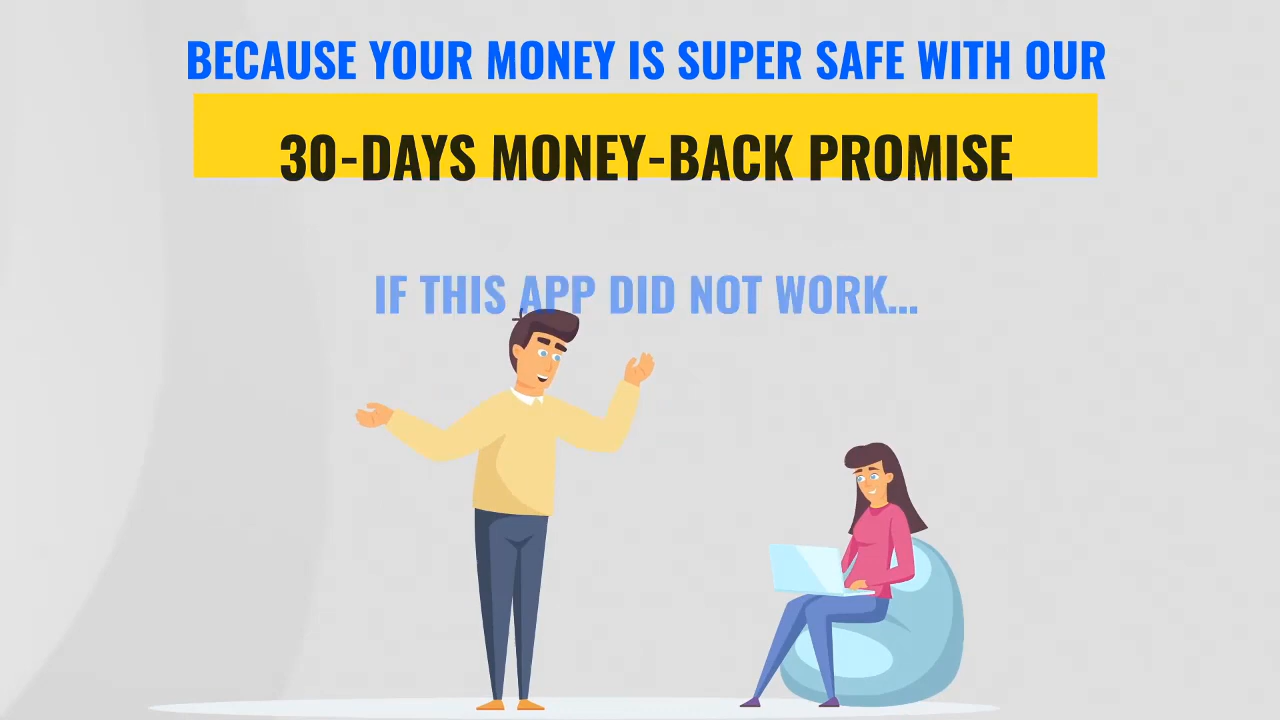 BECAUSE YOUR MONEY IS SUPER SAFE WITH OUR
30-DAYS MONEY-BACK PROMISE
IF THIS APP DID NOT WORK...